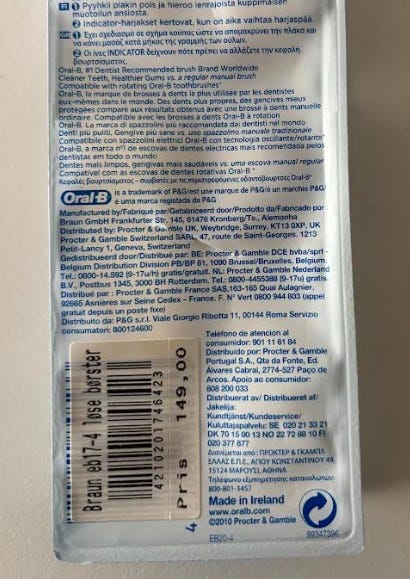 Pyyhkii plakin pois ja hieroo ienrajoista kuppimaisen
muotoilun ansiosta.
2 Indicator-harjakset kertovat, kun on aika vaihtaa harjaspää.
GR 1 Έχει σχεδιασμό σε σχήμα κούπας ώστε να απομακρύνει την πλάκα και
να κάνει μασάζ κατά μήκος της γραμμής των ούλων.
2 Οι ίνες INDICATOR δείχνουν πότε πρέπει να αλλάξετε την κεφαλή
βουρτσίσματος.
Oral-B, #1 Dentist Recommended brush Brand Worldwide
Cleaner Teeth, Healthier Gums vs. a regular manual brush
Compatible with rotating Oral-B toothbrushes
Oral-B, la marque de brosses à dents la plus utilisée par les dentistes
eux-mêmes dans le monde. Des dents plus propres, des gencives mieux
protégées comparé aux résultats obtenus avec une brosse à dents manuelle
ordinaire. Compatible avec les brosses à dents Oral-B à rotation
Oral-B. La marca di spazzolini più raccomandata dai dentisti nel mondo
Denti più puliti, Gengive più sane vs. uno spazzolino manuale tradizionale
Compatibile con spazzolini elettrici Oral-B con tecnologia oscillante/rotante
Oral-B, a marca nº1 de escovas de dentes eléctricas mais recomendada pelos
dentistas em todo o mundo
Dentes mais limpos, gengivas mais saudáveis vs. uma escova manual regular
Compatível com as escovas de dentes rotativas Oral-B
Κεφαλές βουρτσίσματος - συμβατές με τις περιστρεφόμενες οδοντόβουρτσες Oral-B
Oral-B is a trademark of P&G/est une marque de P&G/è un marchio P&G/
é uma marca registada da P&G
Manufactured by/Fabriqué par/Gefabriceerd door/Prodotto da/Fabricado por
Braun GmbH Frankfurter Str. 145, 61476 Kronberg/Ts., Alemanha
Distributed by: Procter & Gamble UK, Weybridge, Surrey, KT13 0XP, UK
Procter & Gamble Switzerland SARL, 47, route de Saint-Georges, 1213
Petit-Lancy 1, Geneva, Switzerland
Gedistribueerd door/Distribué par: BE: Procter & Gamble DCE bvba/sprl -
Belgium Distribution Division PB/BP 61, 1090 Brussel/Bruxelles, Belgium.
Tel.: 0800-14,592 (9-17u/h) gratis/gratuit. NL: Procter & Gamble Nederland
B.V., Postbus 1345, 3000 BH Rotterdam. Tel.: 0800-4455388 (9-17u) gratis.
Distribué par : Procter & Gamble France SAS,163-165 Quai Aulagnier,
92665 Asnières sur Seine Cedex – France. F. N° Vert 0800 944 803 (appel
gratuit depuis un poste fixe)
Distribuito da: P&G s.r.l. Viale Giorgio Ribotta 11, 00144 Roma Servizio
consumatori: 800124600
Teléfono de atención al
consumidor: 901 11 61 84
Distribuido por: Procter & Gamble
Portugal S.A., Qta da Fonte, Ed.
Álvares Cabral, 2774-527 Paço de
Arcos. Apoio ao consumidor:
808 200 033
Distribuerat av/ Distribueret af/
Jakelija:
Kundtjänst/Kundeservice/
Kuluttajapalvelu: SE 020 21 33 21
DK 70 15 00 13 NO 22 72 88 10 FI
020 377 877
Διανέμεται από: ΠΡΟΚΤΕΡ & ΓΚΑΜΠΛ
ΕΛΛΑΣ Ε.Π.Ε., ΑΓΙΟΥ ΚΩΝΣΤΑΝΤΙΝΟΥ 49,
15124 ΜΑΡΟΥΣΙ, ΑΘΗΝΑ
Τηλέφωνο εξυπηρέτησης καταναλωτών:
800-801-3457
Made in Ireland
www.oralb.com
©2010 Procter & Gamble
EB20-4
99347396
Braun eb17-4 løse børster
4210201746423
Pris 149,00
4